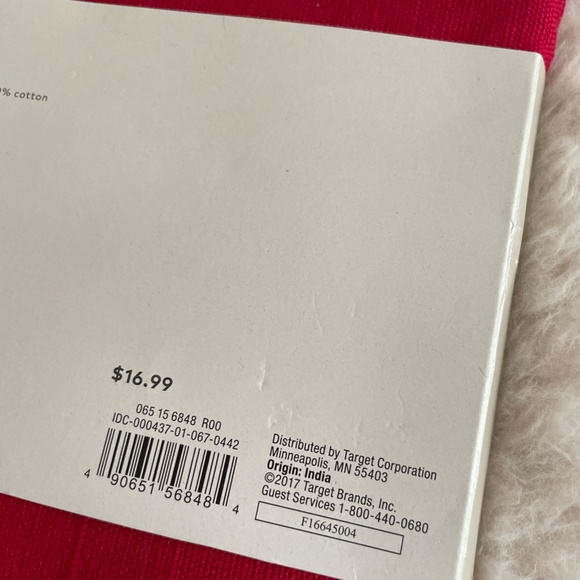 % cotton
$16.99
065 15 6848 R00
IDC-000437-01-067-0442
4 90651 56848 4
Distributed by Target Corporation
Minneapolis, MN 55403
Origin: India
©2017 Target Brands, Inc.
Guest Services 1-800-440-0680
F16645004